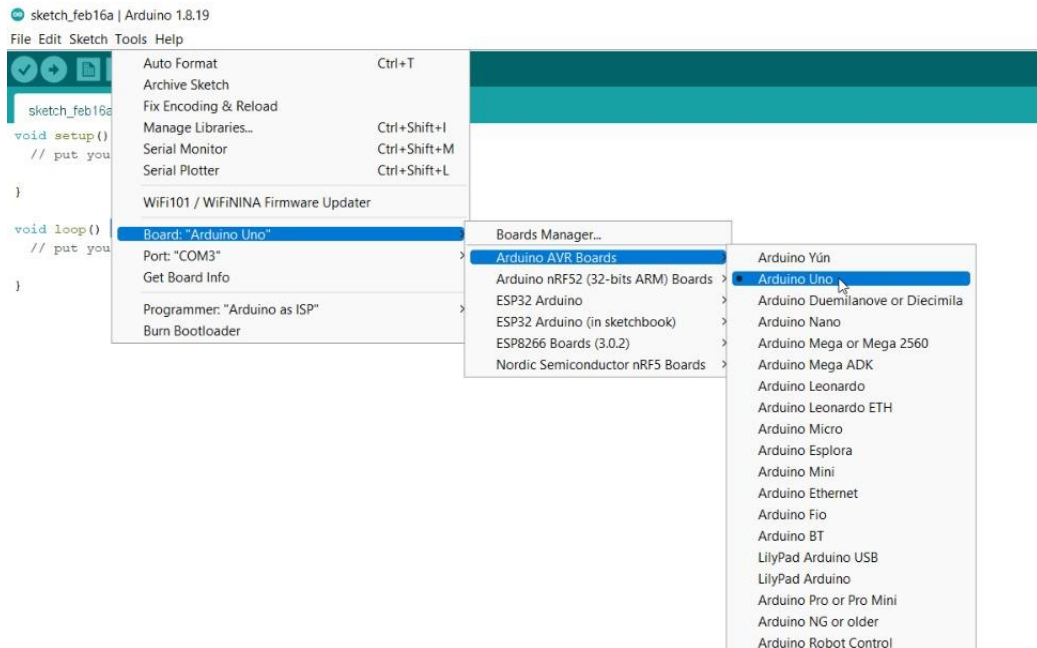 sketch_feb16a | Arduino 1.8.19
File Edit Sketch Tools Help
sketch_feb16a
void setup()
// put you
}
void loop()
// put you
}
Auto Format Ctrl+T
Archive Sketch
Fix Encoding & Reload
Manage Libraries... Ctrl+Shift+I
Serial Monitor Ctrl+Shift+M
Serial Plotter Ctrl+Shift+L
WiFi101 / WiFiNINA Firmware Updater
Board: "Arduino Uno"
Port: "COM3"
Get Board Info
Programmer: "Arduino as ISP"
Burn Bootloader
Boards Manager...
Arduino AVR Boards
Arduino nRF52 (32-bits ARM) Boards
ESP32 Arduino
ESP32 Arduino (in sketchbook)
ESP8266 Boards (3.0.2)
Nordic Semiconductor nRF5 Boards
Arduino Yún
Arduino Uno
Arduino Duemilanove or Diecimila
Arduino Nano
Arduino Mega or Mega 2560
Arduino Mega ADK
Arduino Leonardo
Arduino Leonardo ETH
Arduino Micro
Arduino Esplora
Arduino Mini
Arduino Ethernet
Arduino Fio
Arduino BT
LilyPad Arduino USB
LilyPad Arduino
Arduino Pro or Pro Mini
Arduino NG or older
Arduino Robot Control